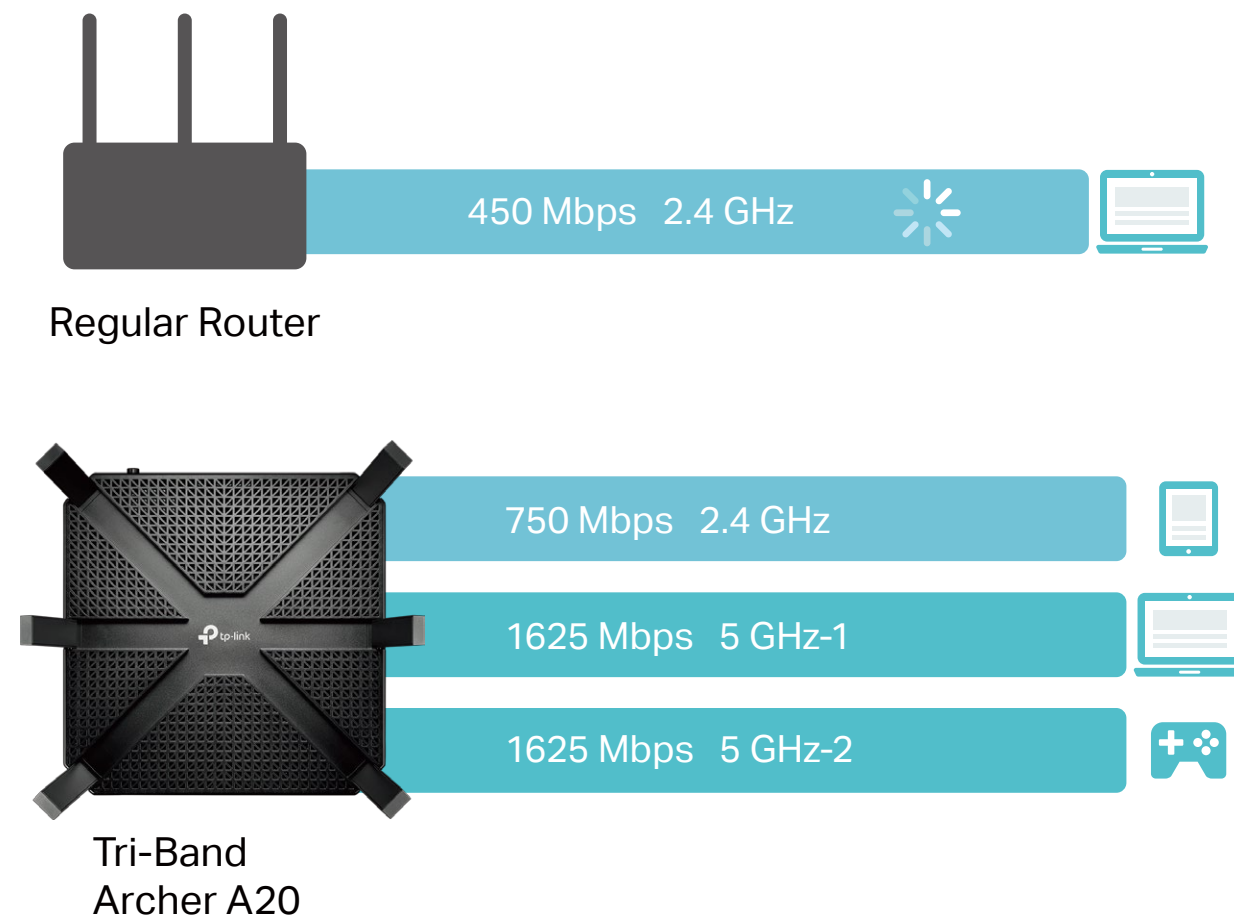 450 Mbps 2.4 GHz
Regular Router
750 Mbps 2.4 GHz
tp-link
1625 Mbps 5 GHz-1
1625 Mbps 5 GHz-2
Tri-Band
Archer A20